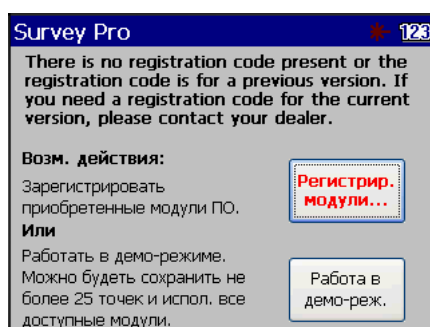 Survey Pro 123
There is no registration code present or the
registration code is for a previous version. If
you need a registration code for the current
version, please contact your dealer.
Возм. действия:
Зарегистрировать
приобретенные модули ПО.
Регистрир.
модули...
Или
Работать в демо-режиме.
Можно будет сохранить не
более 25 точек и испол. все
доступные модули.
Работа в
демо-реж.